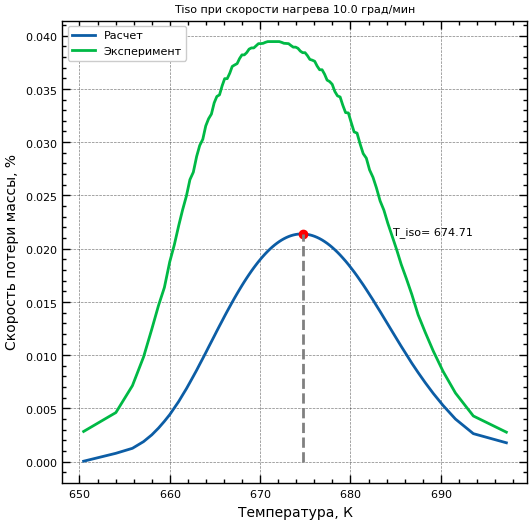 Tiso при скорости нагрева 10.0 град/мин
Расчет
Эксперимент
Скорость потери массы, %
0.040
0.035
0.030
0.025
0.020
0.015
0.010
0.005
0.000
T_iso= 674.71
650 660 670 680 690
Температура, К